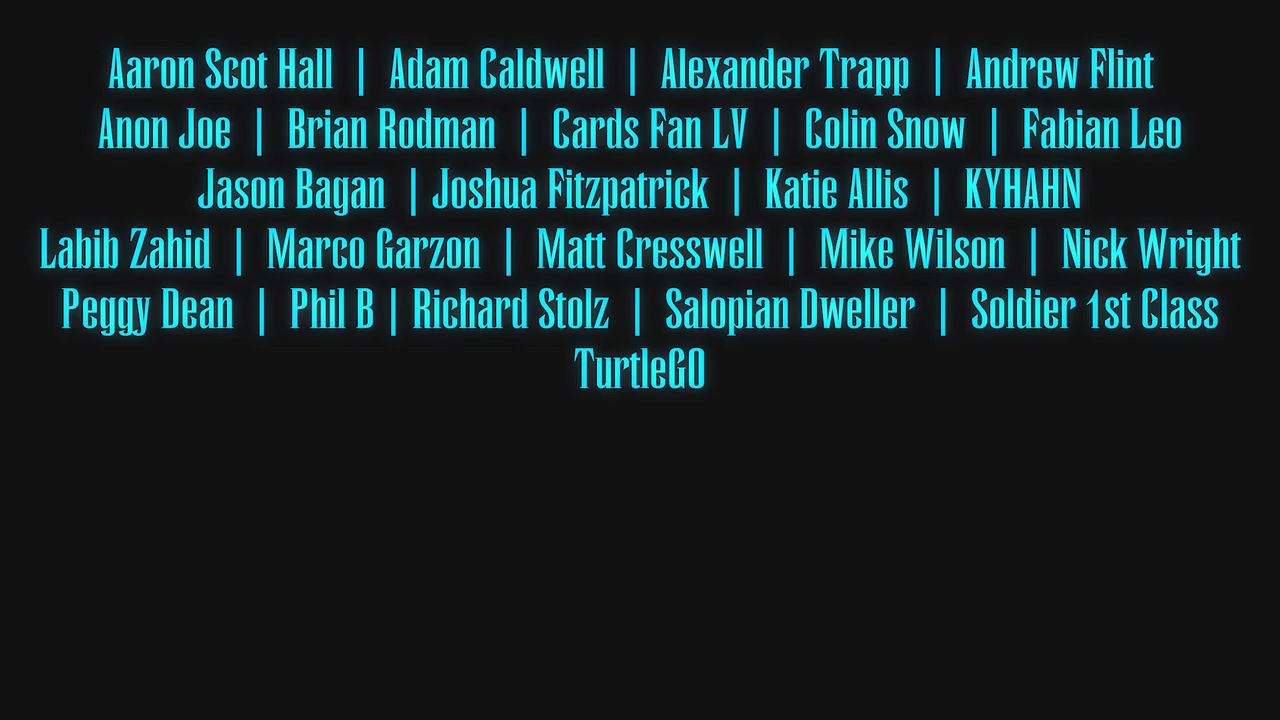 Aaron Scot Hall | Adam Caldwell | Alexander Trapp | Andrew Flint
Anon Joe | Brian Rodman | Cards Fan LV | Colin Snow | Fabian Leo
Jason Bagan | Joshua Fitzpatrick | Katie Allis | KYHAHN
Labib Zahid | Marco Garzon | Matt Cresswell | Mike Wilson | Nick Wright
Peggy Dean | Phil B | Richard Stolz | Salopian Dweller | Soldier 1st Class
TurtleGO